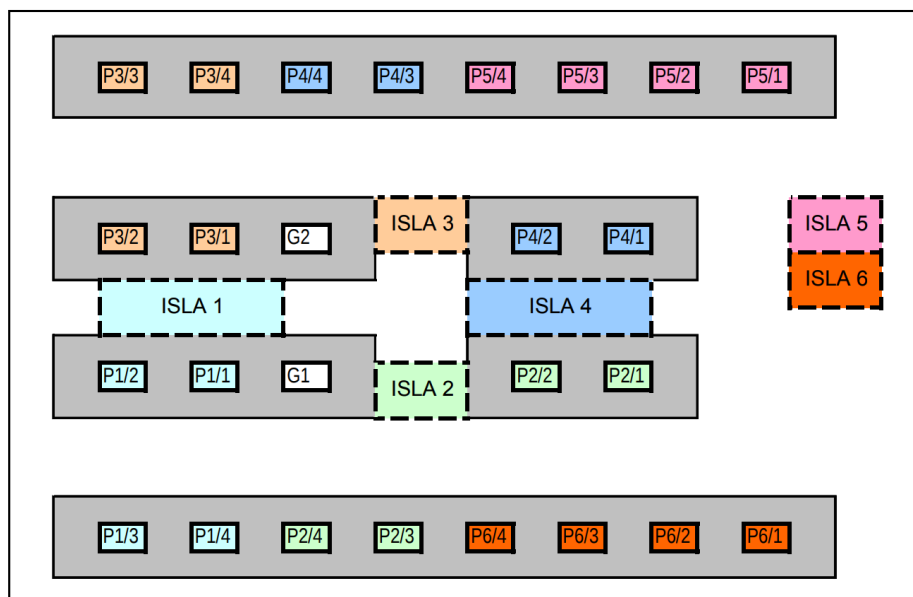 P3/3 P3/4 P4/4 P4/3 P5/4 P5/3 P5/2 P5/1
ISLA 3 ISLA 5
P3/2 P3/1 G2 P4/2 P4/1
ISLA 6
ISLA 1 ISLA 4
P1/2 P1/1 G1 P2/2 P2/1
ISLA 2
P1/3 P1/4 P2/4 P2/3 P6/4 P6/3 P6/2 P6/1